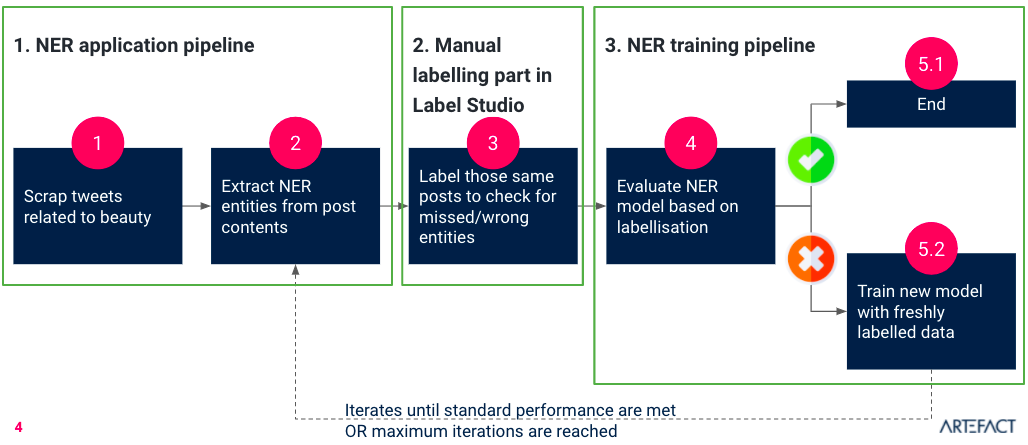 1. NER application pipeline
1
Scrap tweets
related to beauty
2
Extract NER
entities from post
contents
2. Manual
labelling part in
Label Studio
3
Label those same
posts to check for
missed/wrong
entities
3. NER training pipeline
4
Evaluate NER
model based on
labellisation
5.1
End
5.2
Train new model
with freshly
labelled data
Iterates until standard performance are met
OR maximum iterations are reached
4
ARTEFACT